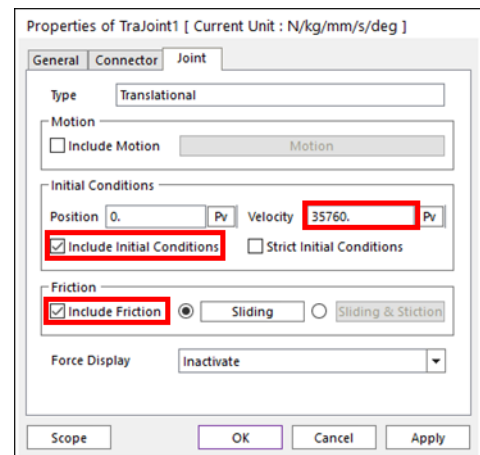 Properties of TraJoint1 [ Current Unit : N/kg/mm/s/deg ]
General Connector Joint
Type Translational
Motion
Include Motion Motion
Initial Conditions
Position 0. Pv Velocity 35760. Pv
Include Initial Conditions Strict Initial Conditions
Friction
Include Friction Sliding Sliding & Stiction
Force Display Inactivate
Scope OK Cancel Apply